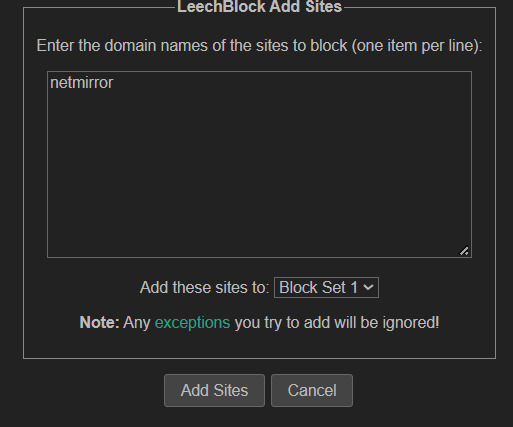 LeechBlock Add Sites
Enter the domain names of the sites to block (one item per line):
netmirror
Add these sites to: Block Set 1
Note: Any exceptions you try to add will be ignored!
Add Sites Cancel